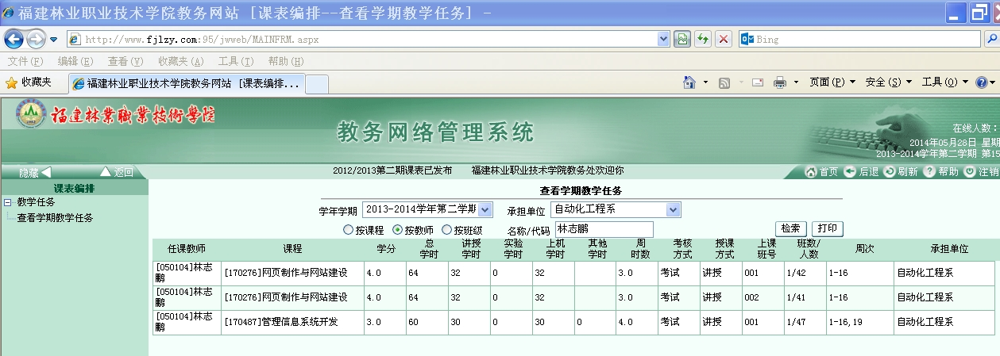 福建林业职业技术学院教务网站 [课表编排--查看学期教学任务] -
http://www.fjlzy.com:95/jwweb/MAINFRM.aspx
Bing
文件(F) 编辑(E) 查看(V) 收藏夹(A) 工具(T) 帮助(H)
收藏夹 福建林业职业技术学院教务网站 [课表编排... 页面(P) 安全(S) 工具(O)
福建林業職業技術學院
教务网络管理系统
在线人数:
2014年05月28日 星期
2013-2014学年第二学期 第15
隐藏 返回 2012/2013第二期课表已发布 福建林业职业技术学院教务处欢迎你 首页 后退 刷新 帮助 注销
课表编排
教学任务
查看学期教学任务
查看学期教学任务
学年学期 2013-2014学年第二学期 承担单位 自动化工程系
按课程 按教师 按班级 名称/代码 林志鹏 检索 打印
任课教师 课程 学分 总学时 讲授学时 实验学时 上机学时 其他学时 周时数 考核方式 授课方式 上课班号 班数/人数 周次 承担单位
[050104]林志鹏 [170276]网页制作与网站建设 4.0 64 32 0 32 3.0 考试 讲授 001 1/42 1-16 自动化工程系
[050104]林志鹏 [170276]网页制作与网站建设 4.0 64 32 0 32 3.0 考试 讲授 002 1/41 1-16 自动化工程系
[050104]林志鹏 [170487]管理信息系统开发 3.0 60 30 0 30 0 4.0 考试 讲授 001 1/47 1-16,19 自动化工程系